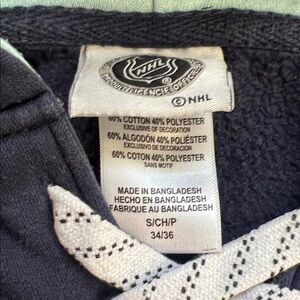 NHL
© NHL
60% COTTON 40% POLYESTER
EXCLUSIVE OF DECORATION
60% ALGODÓN 40% POLIÉSTER
EXCLUSIVO DE DECORACIÓN
60% COTON 40% POLYESTER
SANS MOTIF
MADE IN BANGLADESH
HECHO EN BANGLADESH
FABRIQUE AU BANGLADESH
S/CH/P
34/36